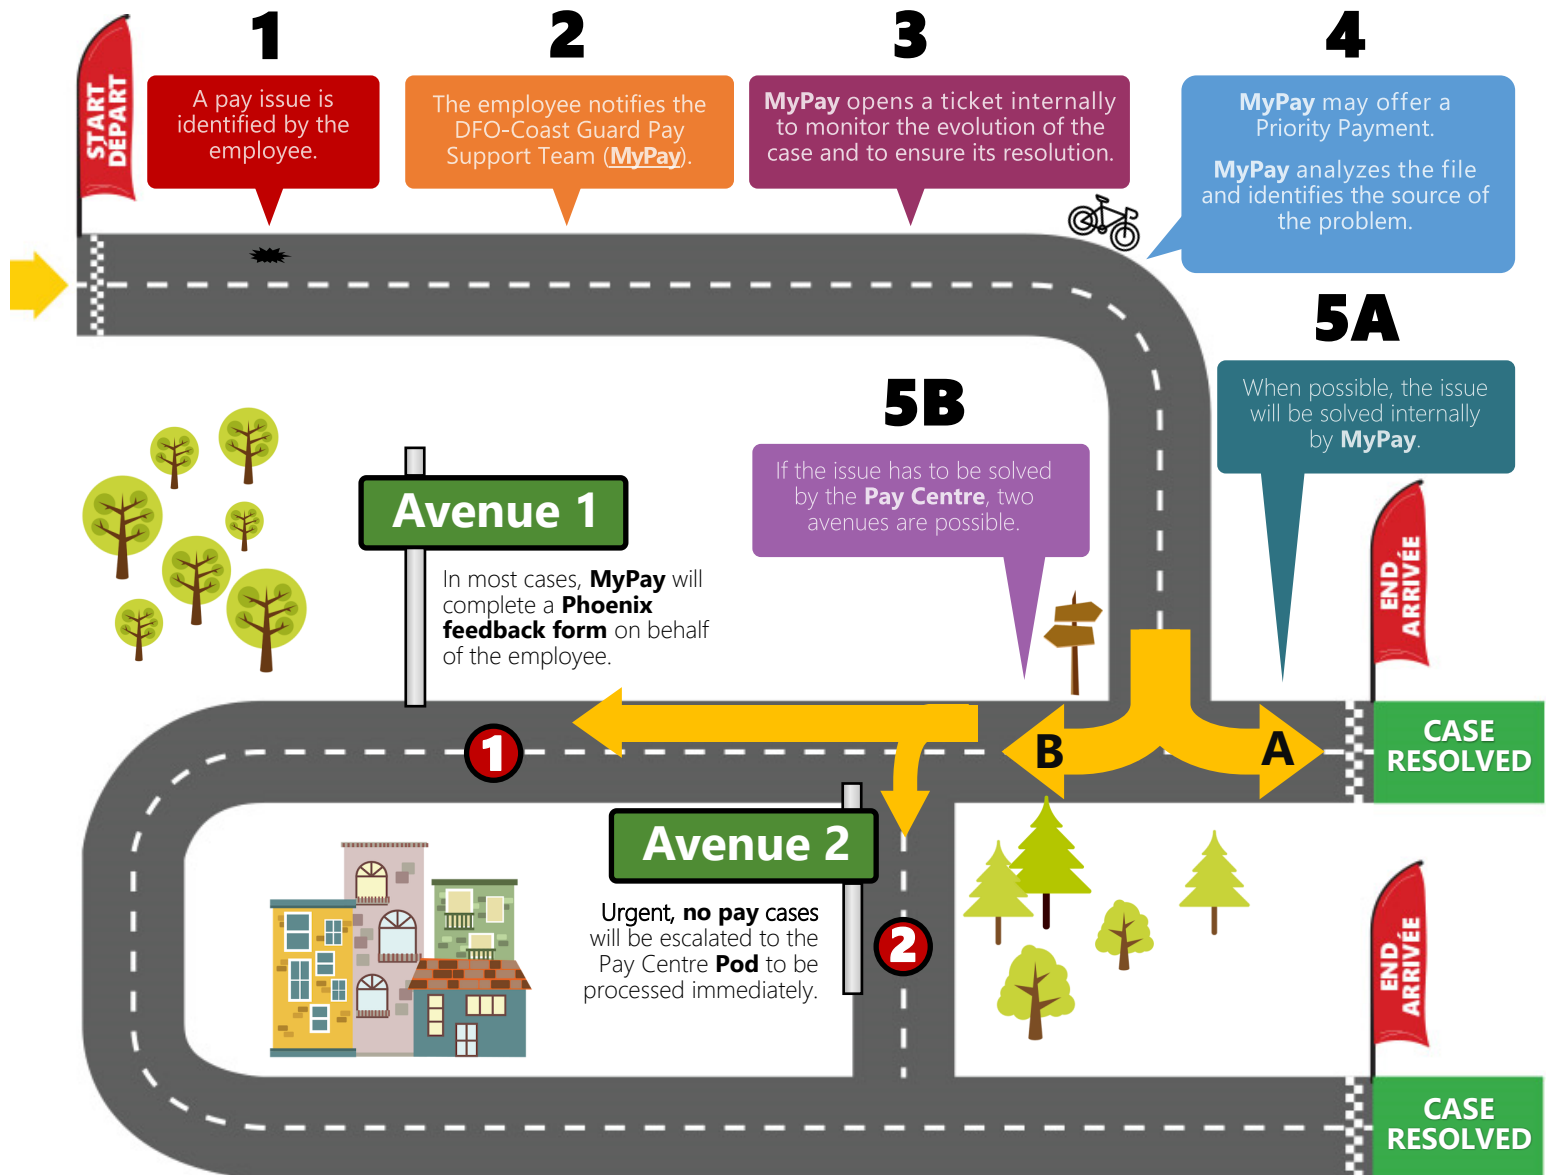 START
DÉPART
1
A pay issue is
identified by the
employee.
2
The employee notifies the
DFO-Coast Guard Pay
Support Team (MyPay).
3
MyPay opens a ticket internally
to monitor the evolution of the
case and to ensure its resolution.
4
MyPay may offer a
Priority Payment.
MyPay analyzes the file
and identifies the source of
the problem.
5A
When possible, the issue
will be solved internally
by MyPay.
5B
If the issue has to be solved
by the Pay Centre, two
avenues are possible.
Avenue 1
In most cases, MyPay will
complete a Phoenix
feedback form on behalf
of the employee.
END
ARRIVÉE
1
B
A
CASE
RESOLVED
Avenue 2
Urgent, no pay cases
will be escalated to the
Pay Centre Pod to be
processed immediately.
2
END
ARRIVÉE
CASE
RESOLVED